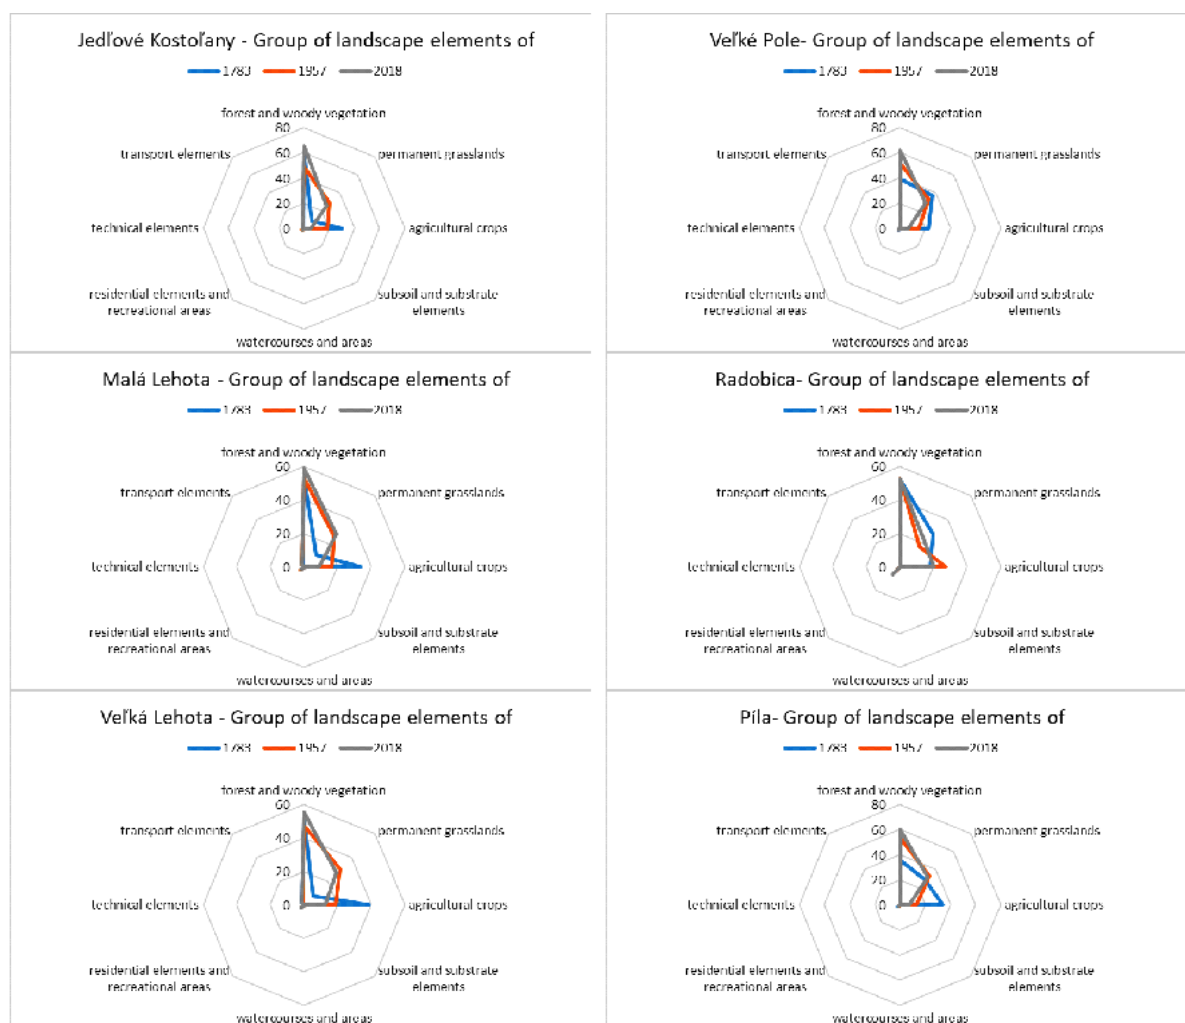 Jedľové Kostoľany - Group of landscape elements of
1783 1957 2018
forest and woody vegetation
80
transport elements
permanent grasslands
60
40
20
technical elements
0
agricultural crops
residential elements and
recreational areas
subsoil and substrate
elements
watercourses and areas
Veľké Pole- Group of landscape elements of
1783 1957 2018
forest and woody vegetation
80
transport elements
permanent grasslands
60
40
20
technical elements
0
agricultural crops
residential elements and
recreational areas
subsoil and substrate
elements
watercourses and areas
Malá Lehota - Group of landscape elements of
1783 1957 2018
forest and woody vegetation
60
transport elements
permanent grasslands
40
20
technical elements
0
agricultural crops
residential elements and
recreational areas
subsoil and substrate
elements
watercourses and areas
Radobica- Group of landscape elements of
1783 1957 2018
forest and woody vegetation
60
transport elements
permanent grasslands
40
20
technical elements
0
agricultural crops
residential elements and
recreational areas
subsoil and substrate
elements
watercourses and areas
Veľká Lehota - Group of landscape elements of
1783 1957 2018
forest and woody vegetation
60
transport elements
permanent grasslands
40
20
technical elements
0
agricultural crops
residential elements and
recreational areas
subsoil and substrate
elements
watercourses and areas
Píla- Group of landscape elements of
1783 1957 2018
forest and woody vegetation
80
transport elements
permanent grasslands
60
40
20
technical elements
0
agricultural crops
residential elements and
recreational areas
subsoil and substrate
elements
watercourses and areas